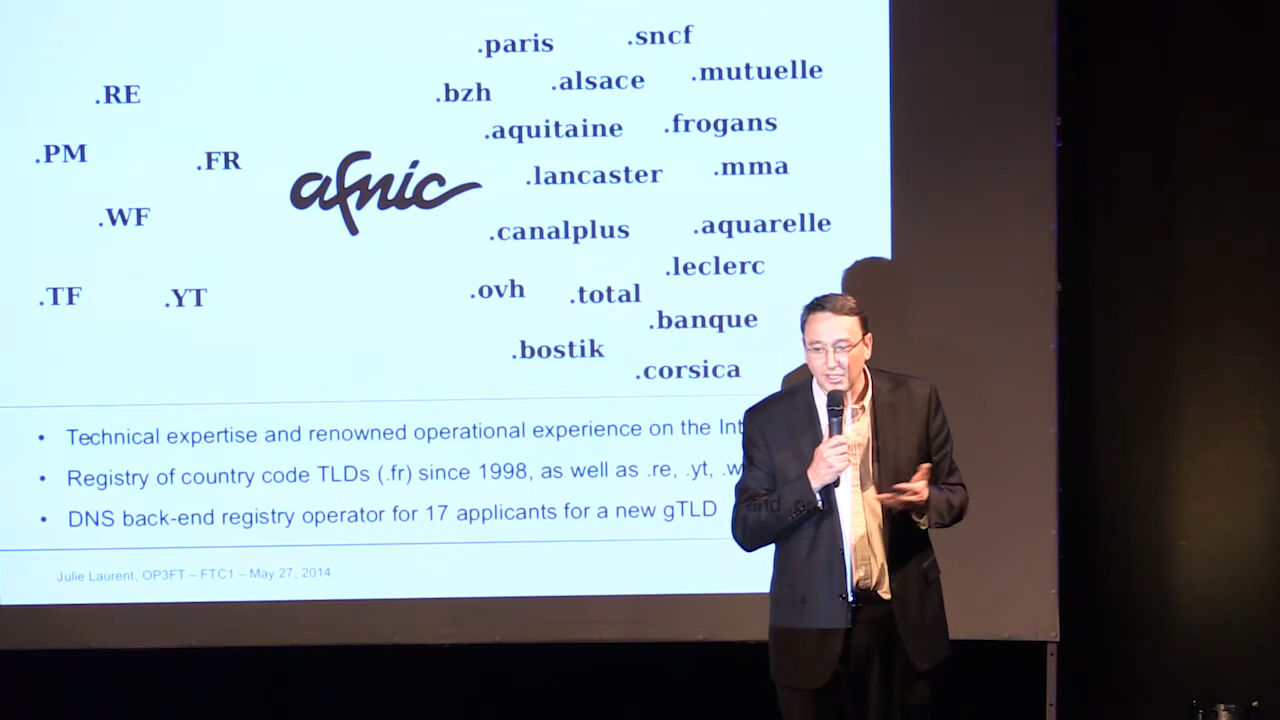 .paris .sncf
.bzh .alsace .mutuelle
.RE
.aquitaine .frogans
.PM .FR
afnic
.lancaster .mma
.WF
.canalplus .aquarelle
.leclerc
.TF .YT
.ovh .total
.banque
.bostik
.corsica
• Technical expertise and renowned operational experience on the
• Registry of country code TLDs (.fr) since 1998, as well as .re, .yt,
• DNS back-end registry operator for 17 applicants for a new gTLD
Julie Laurent, OP3FT – FTC1 – May 27, 2014